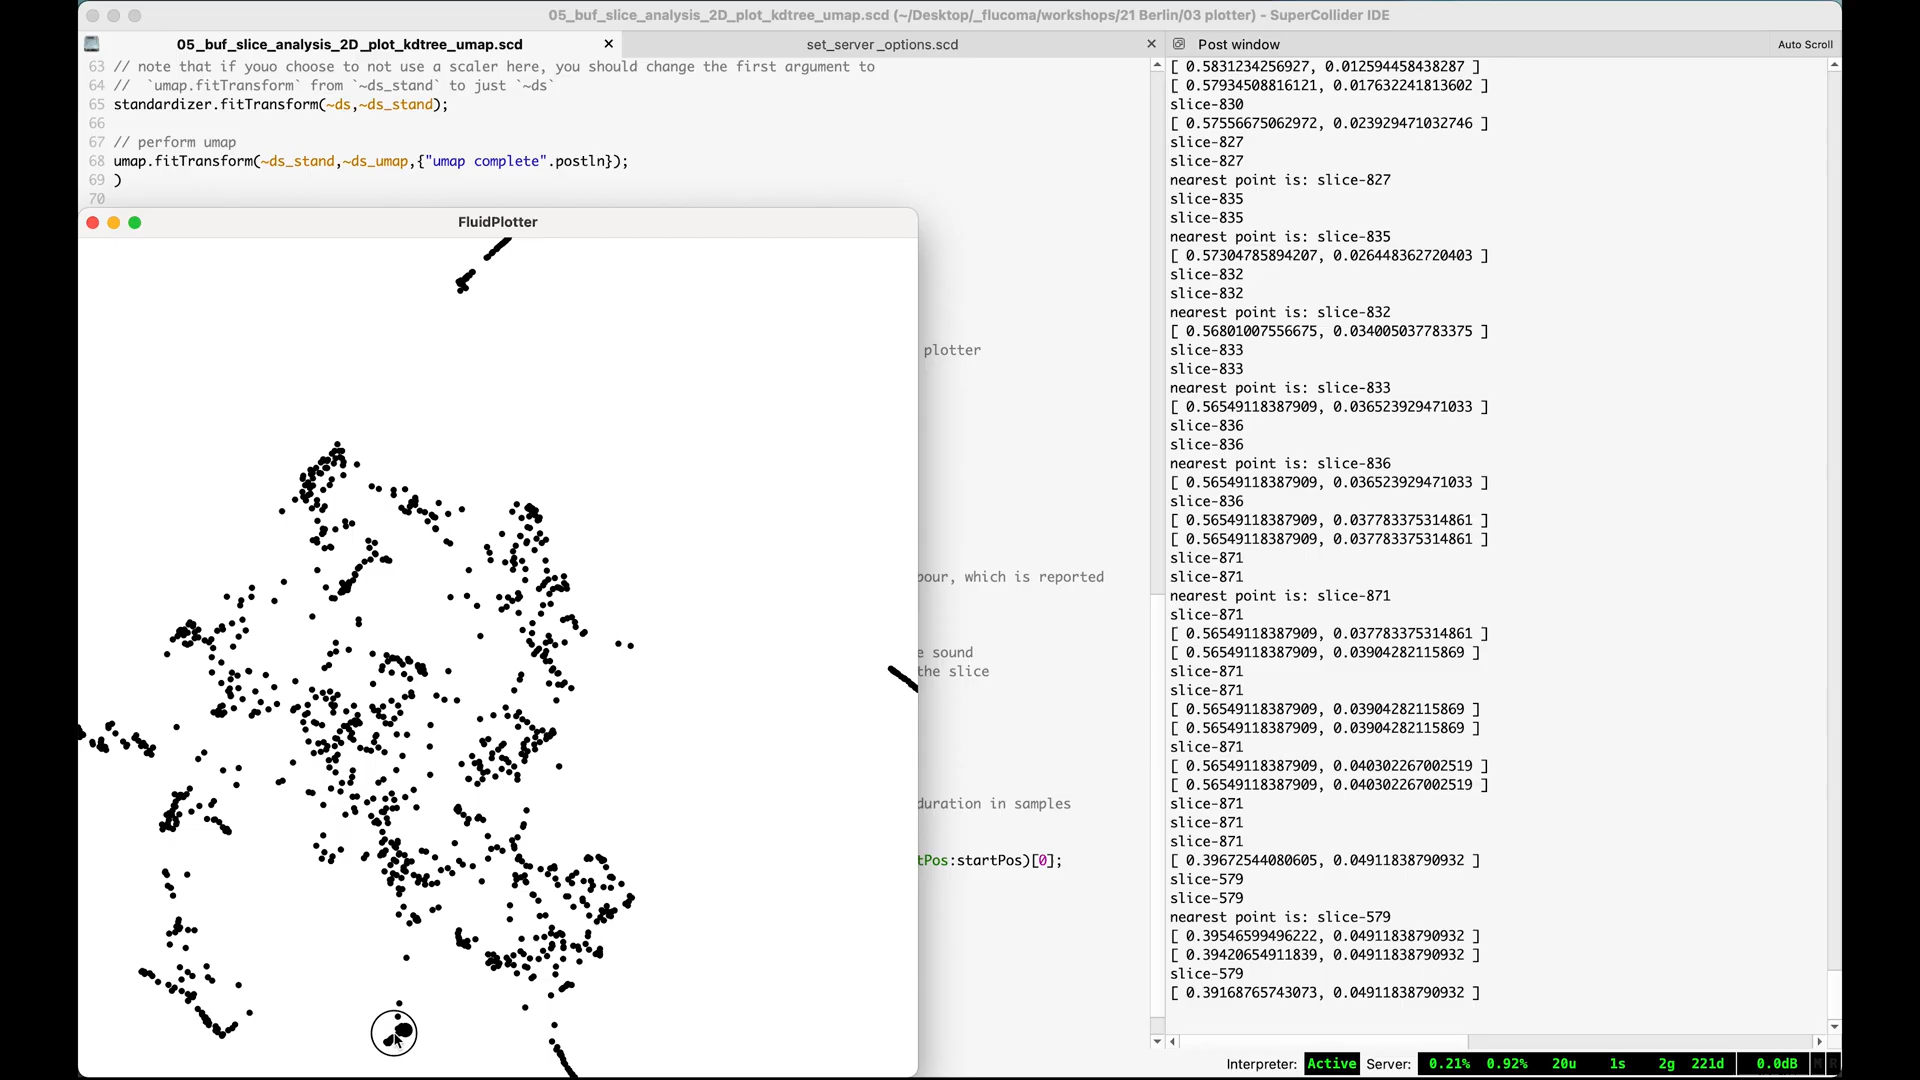 05_buf_slice_analysis_2D_plot_kdtree_umap.scd (~/Desktop/_flucoma/workshops/21 Berlin/03 plotter) - SuperCollider IDE
05_buf_slice_analysis_2D_plot_kdtree_umap.scd
set_server_options.scd
63 // note that if youo choose to not use a scaler here, you should change the first argument to
64 //  `umap.fitTransform` from `~ds_stand` to just `~ds`
65 standardizer.fitTransform(~ds,~ds_stand);
66
67 // perform umap
68 umap.fitTransform(~ds_stand,~ds_umap,{"umap complete".postln});
69 )
70
FluidPlotter
plotter
bour, which is reported
e sound
the slice
duration in samples
tPos:startPos)[0];
Post window
Auto Scroll
[ 0.5831234256927, 0.012594458438287 ]
[ 0.57934508816121, 0.017632241813602 ]
slice-830
[ 0.57556675062972, 0.023929471032746 ]
slice-827
slice-827
nearest point is: slice-827
slice-835
slice-835
nearest point is: slice-835
[ 0.57304785894207, 0.026448362720403 ]
slice-832
slice-832
nearest point is: slice-832
[ 0.56801007556675, 0.034005037783375 ]
slice-833
slice-833
nearest point is: slice-833
[ 0.56549118387909, 0.036523929471033 ]
slice-836
slice-836
nearest point is: slice-836
[ 0.56549118387909, 0.036523929471033 ]
slice-836
[ 0.56549118387909, 0.037783375314861 ]
[ 0.56549118387909, 0.037783375314861 ]
slice-871
slice-871
nearest point is: slice-871
slice-871
[ 0.56549118387909, 0.037783375314861 ]
[ 0.56549118387909, 0.03904282115869 ]
slice-871
slice-871
[ 0.56549118387909, 0.03904282115869 ]
[ 0.56549118387909, 0.03904282115869 ]
slice-871
[ 0.56549118387909, 0.040302267002519 ]
[ 0.56549118387909, 0.040302267002519 ]
slice-871
slice-871
slice-871
[ 0.39672544080605, 0.04911838790932 ]
slice-579
slice-579
nearest point is: slice-579
[ 0.39546599496222, 0.04911838790932 ]
[ 0.39420654911839, 0.04911838790932 ]
slice-579
[ 0.39168765743073, 0.04911838790932 ]
Interpreter: Active Server: 0.21% 0.92% 20u 1s 2g 221d 0.0dB M R